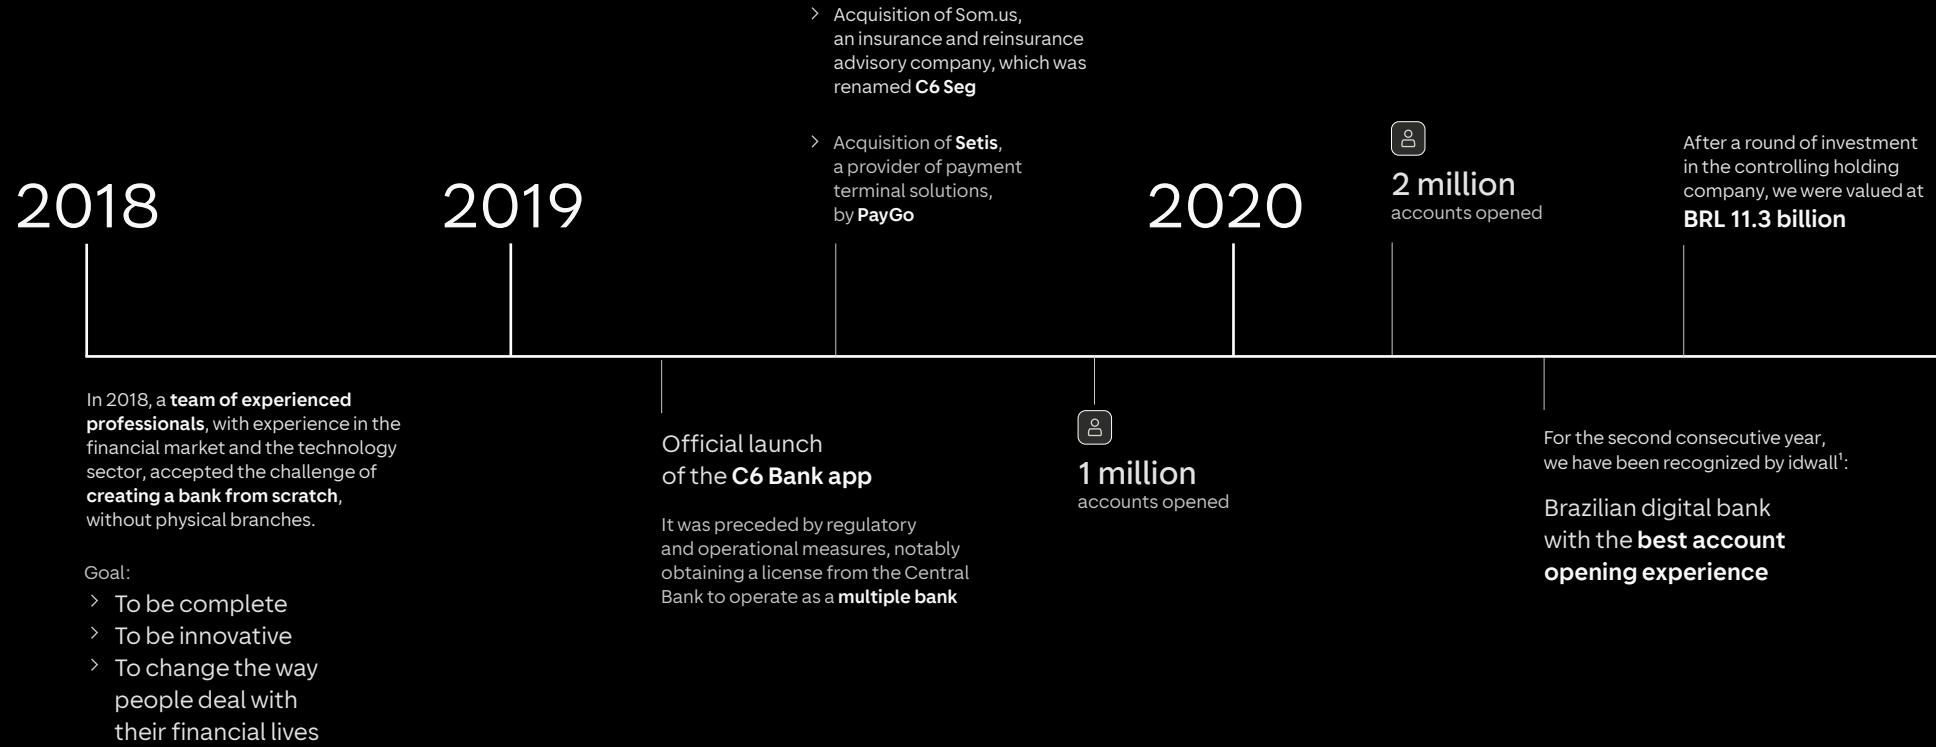 2018
In 2018, a team of experienced
professionals, with experience in the
financial market and the technology
sector, accepted the challenge of
creating a bank from scratch,
without physical branches.
Goal:
> To be complete
> To be innovative
> To change the way
people deal with
their financial lives
2019
Official launch
of the C6 Bank app
It was preceded by regulatory
and operational measures, notably
obtaining a license from the Central
Bank to operate as a multiple bank
> Acquisition of Som.us,
an insurance and reinsurance
advisory company, which was
renamed C6 Seg
> Acquisition of Setis,
a provider of payment
terminal solutions,
by PayGo
1 million
accounts opened
2020
2 million
accounts opened
For the second consecutive year,
we have been recognized by idwall¹:
Brazilian digital bank
with the best account
opening experience
After a round of investment
in the controlling holding
company, we were valued at
BRL 11.3 billion